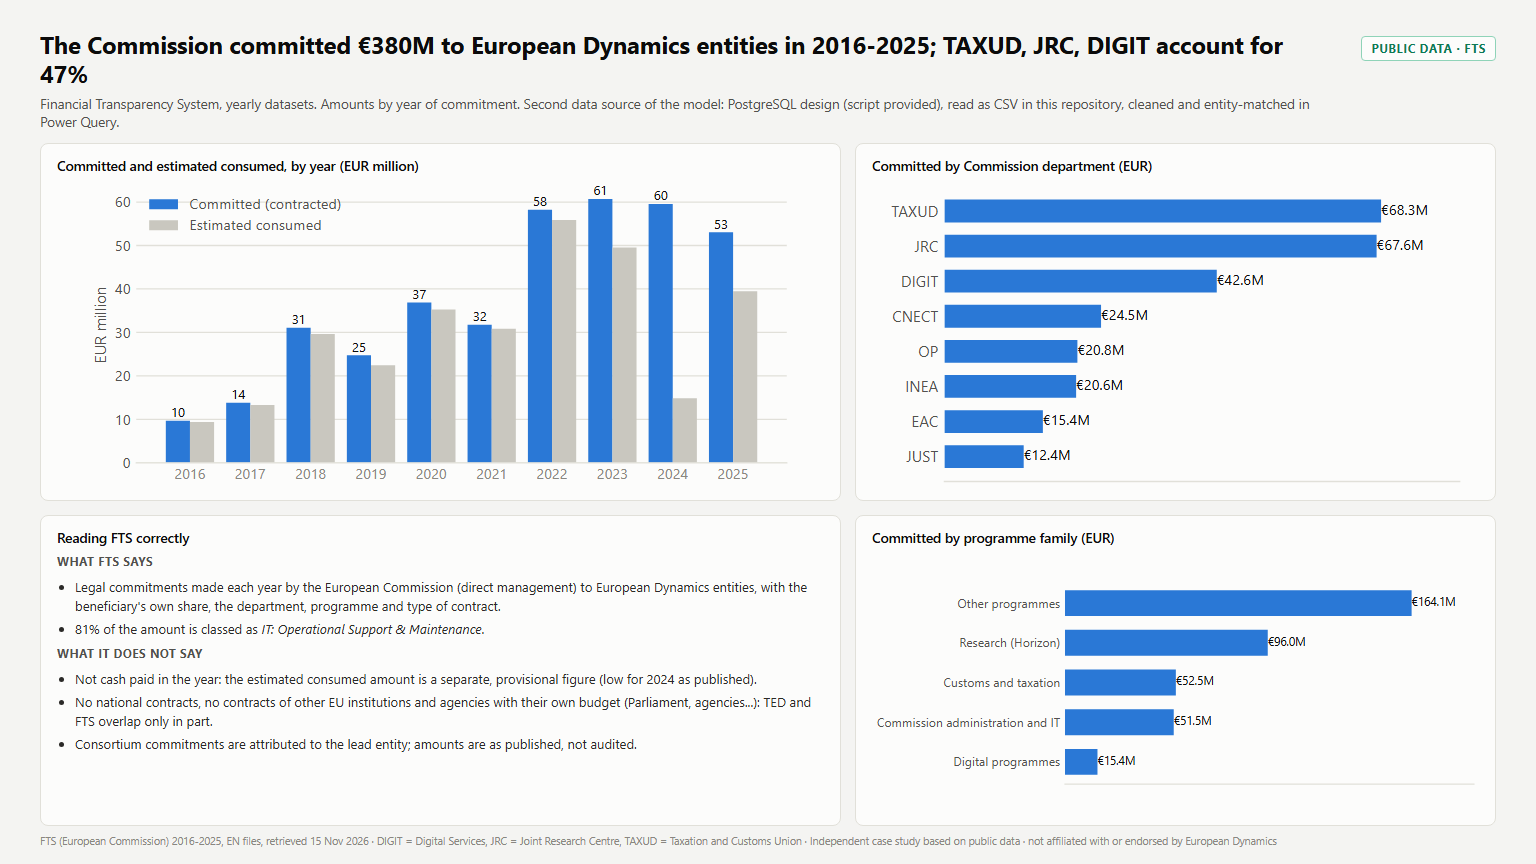 The Commission committed €380M to European Dynamics entities in 2016-2025; TAXUD, JRC, DIGIT account for
47%
PUBLIC DATA · FTS
Financial Transparency System, yearly datasets. Amounts by year of commitment. Second data source of the model: PostgreSQL design (script provided), read as CSV in this repository, cleaned and entity-matched in
Power Query.
Committed and estimated consumed, by year (EUR million)
Committed (contracted)
Estimated consumed
EUR million
60
50
40
30
20
10
0
10
14
31
25
37
32
58
61
60
53
2016
2017
2018
2019
2020
2021
2022
2023
2024
2025
Committed by Commission department (EUR)
TAXUD €68.3M
JRC €67.6M
DIGIT €42.6M
CNECT €24.5M
OP €20.8M
INEA €20.6M
EAC €15.4M
JUST €12.4M
Reading FTS correctly
WHAT FTS SAYS
• Legal commitments made each year by the European Commission (direct management) to European Dynamics entities, with the
beneficiary's own share, the department, programme and type of contract.
• 81% of the amount is classed as IT: Operational Support & Maintenance.
WHAT IT DOES NOT SAY
• Not cash paid in the year: the estimated consumed amount is a separate, provisional figure (low for 2024 as published).
• No national contracts, no contracts of other EU institutions and agencies with their own budget (Parliament, agencies...): TED and
FTS overlap only in part.
• Consortium commitments are attributed to the lead entity; amounts are as published, not audited.
Committed by programme family (EUR)
Other programmes €164.1M
Research (Horizon) €96.0M
Customs and taxation €52.5M
Commission administration and IT €51.5M
Digital programmes €15.4M
FTS (European Commission) 2016-2025, EN files, retrieved 15 Nov 2026 · DIGIT = Digital Services, JRC = Joint Research Centre, TAXUD = Taxation and Customs Union · Independent case study based on public data · not affiliated with or endorsed by European Dynamics